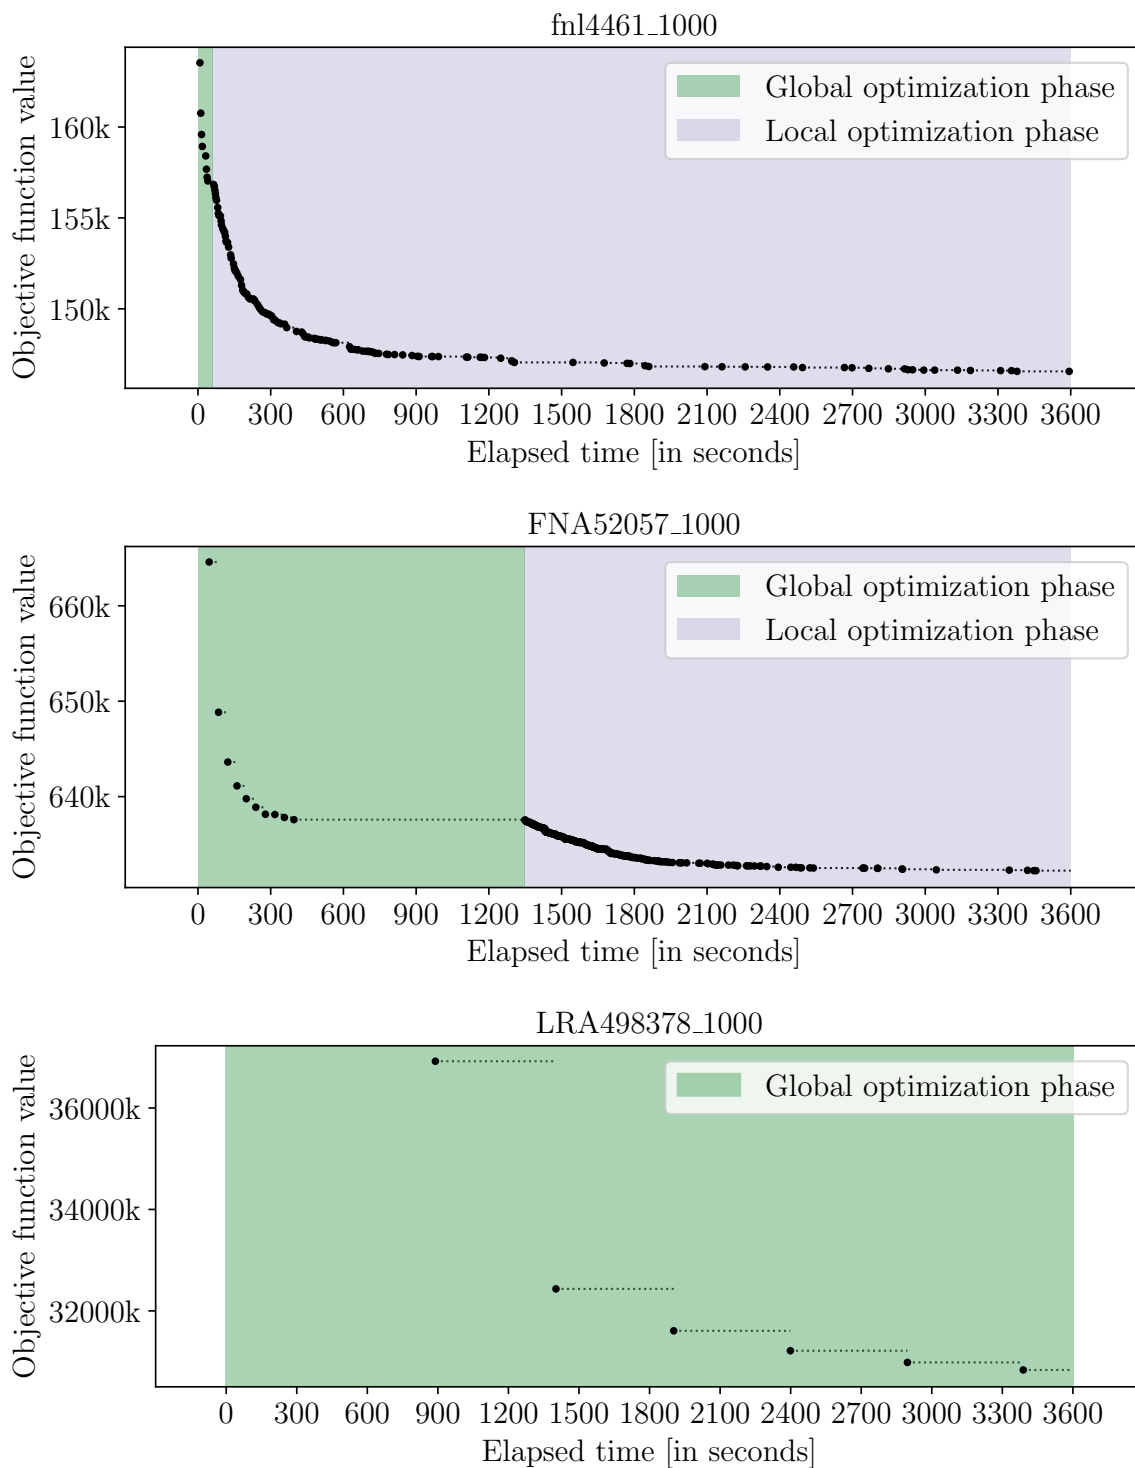 fnl4461_1000
Objective function value
160k
155k
150k
Global optimization phase
Local optimization phase
0 300 600 900 1200 1500 1800 2100 2400 2700 3000 3300 3600
Elapsed time [in seconds]
FNA52057_1000
Objective function value
660k
650k
640k
Global optimization phase
Local optimization phase
0 300 600 900 1200 1500 1800 2100 2400 2700 3000 3300 3600
Elapsed time [in seconds]
LRA498378_1000
Objective function value
36000k
34000k
32000k
Global optimization phase
0 300 600 900 1200 1500 1800 2100 2400 2700 3000 3300 3600
Elapsed time [in seconds]